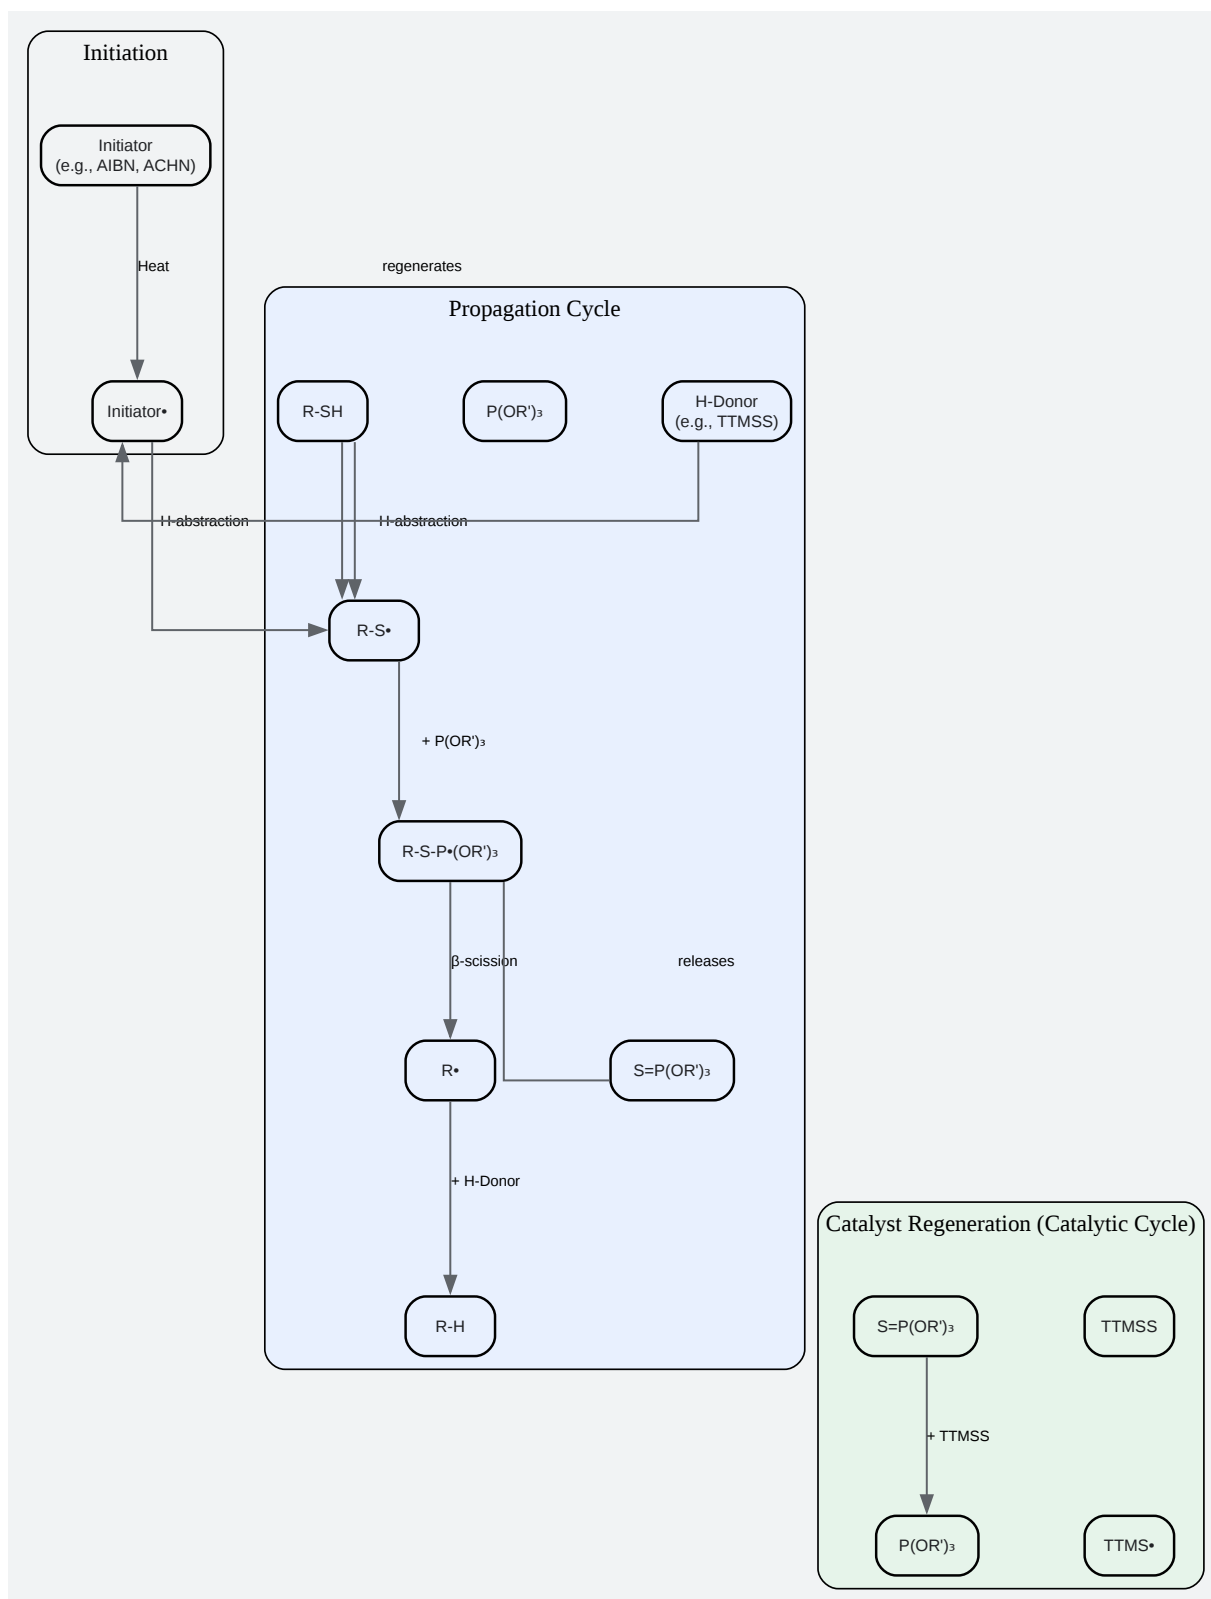 Initiation
Initiator
(e.g., AIBN, ACHN)
Heat
regenerates
Propagation Cycle
Initiator•
R-SH
P(OR')₃
H-Donor
(e.g., TTMSS)
H-abstraction
H-abstraction
R-S•
+ P(OR')₃
R-S-P•(OR')₃
β-scission
releases
R•
S=P(OR')₃
+ H-Donor
R-H
Catalyst Regeneration (Catalytic Cycle)
S=P(OR')₃
TTMSS
+ TTMSS
P(OR')₃
TTMS•